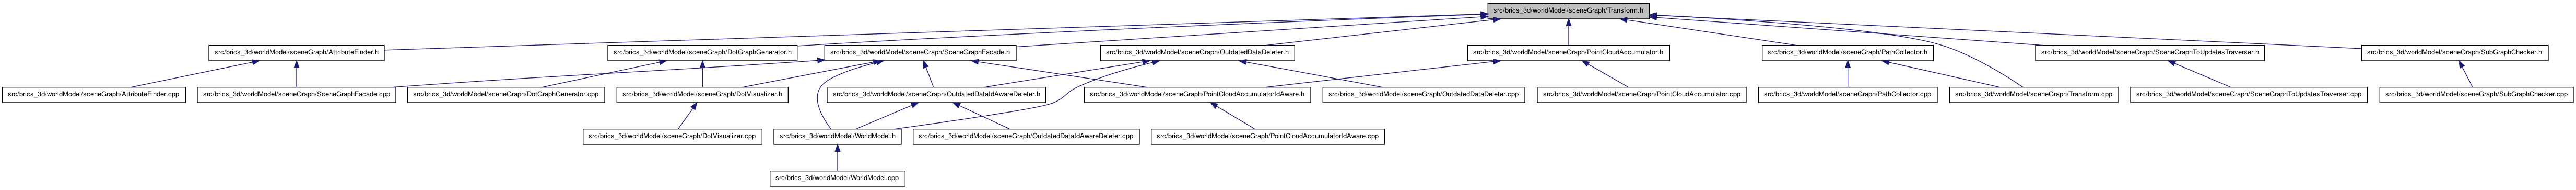 src/brics_3d/worldModel/sceneGraph/Transform.h
src/brics_3d/worldModel/sceneGraph/AttributeFinder.h
src/brics_3d/worldModel/sceneGraph/DotGraphGenerator.h
src/brics_3d/worldModel/sceneGraph/SceneGraphFacade.h
src/brics_3d/worldModel/sceneGraph/OutdatedDataDeleter.h
src/brics_3d/worldModel/sceneGraph/PointCloudAccumulator.h
src/brics_3d/worldModel/sceneGraph/PathCollector.h
src/brics_3d/worldModel/sceneGraph/SceneGraphToUpdatesTraverser.h
src/brics_3d/worldModel/sceneGraph/SubGraphChecker.h
src/brics_3d/worldModel/sceneGraph/AttributeFinder.cpp
src/brics_3d/worldModel/sceneGraph/SceneGraphFacade.cpp
src/brics_3d/worldModel/sceneGraph/DotGraphGenerator.cpp
src/brics_3d/worldModel/sceneGraph/DotVisualizer.h
src/brics_3d/worldModel/sceneGraph/OutdatedDataIdAwareDeleter.h
src/brics_3d/worldModel/sceneGraph/PointCloudAccumulatorIdAware.h
src/brics_3d/worldModel/sceneGraph/OutdatedDataDeleter.cpp
src/brics_3d/worldModel/sceneGraph/PointCloudAccumulator.cpp
src/brics_3d/worldModel/sceneGraph/PathCollector.cpp
src/brics_3d/worldModel/sceneGraph/Transform.cpp
src/brics_3d/worldModel/sceneGraph/SceneGraphToUpdatesTraverser.cpp
src/brics_3d/worldModel/sceneGraph/SubGraphChecker.cpp
src/brics_3d/worldModel/sceneGraph/DotVisualizer.cpp
src/brics_3d/worldModel/WorldModel.h
src/brics_3d/worldModel/sceneGraph/OutdatedDataIdAwareDeleter.cpp
src/brics_3d/worldModel/sceneGraph/PointCloudAccumulatorIdAware.cpp
src/brics_3d/worldModel/WorldModel.cpp